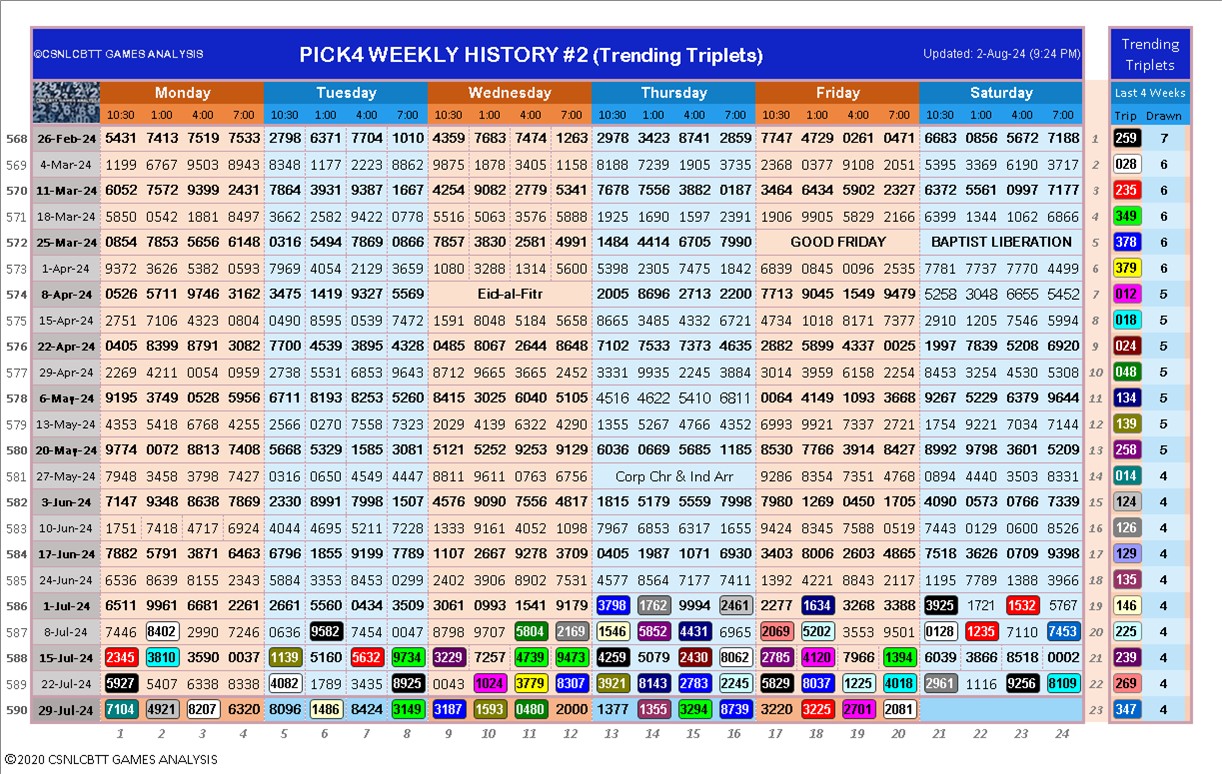 ©CSNLCBTT GAMES ANALYSIS PICK4 WEEKLY HISTORY #2 (Trending Triplets) Updated: 2-Aug-24 (9:24 PM) Trending Triplets
Monday Tuesday Wednesday Thursday Friday Saturday Last 4 Weeks
10:30 1:00 4:00 7:00 10:30 1:00 4:00 7:00 10:30 1:00 4:00 7:00 10:30 1:00 4:00 7:00 10:30 1:00 4:00 7:00 10:30 1:00 4:00 7:00 Trip Drawn
568 26-Feb-24 5431 7413 7519 7533 2798 6371 7704 1010 4359 7683 7474 1263 2978 3423 8741 2859 7747 4729 0261 0471 6683 0856 5672 7188 1 259 7
569 4-Mar-24 1199 6767 9503 8943 8348 1177 2223 8862 9875 1878 3405 1158 8188 7239 1905 3735 2368 0377 9108 2051 5395 3369 6190 3717 2 028 6
570 11-Mar-24 6052 7572 9399 2431 7864 3931 9387 1667 4254 9082 2779 5341 7678 7556 3882 0187 3464 6434 5902 2327 6372 5561 0997 7177 3 235 6
571 18-Mar-24 5850 0542 1881 8497 3662 2582 9422 0778 5516 5063 3576 5888 1925 1690 1597 2391 1906 9905 5829 2166 6399 1344 1062 6866 4 349 6
572 25-Mar-24 0854 7853 5656 6148 0316 5494 7869 0866 7857 3830 2581 4991 1484 4414 6705 7990 GOOD FRIDAY BAPTIST LIBERATION 5 378 6
573 1-Apr-24 9372 3626 5382 0593 7969 4054 2129 3659 1080 3288 1314 5600 5398 2305 7475 1842 6839 0845 0096 2535 7781 7737 7770 4499 6 379 6
574 8-Apr-24 0526 5711 9746 3162 3475 1419 9327 5569 Eid-al-Fitr 2005 8696 2713 2200 7713 9045 1549 9479 5258 3048 6655 5452 7 012 5
575 15-Apr-24 2751 7106 4323 0804 0490 8595 0539 7472 1591 8048 5184 5658 8665 3485 4332 6721 4734 1018 8171 7377 2910 1205 7546 5994 8 018 5
576 22-Apr-24 0405 8399 8791 3082 7700 4539 3895 4328 0485 8067 2644 8648 7102 7533 7373 4635 2882 5899 4337 0025 1997 7839 5208 6920 9 024 5
577 29-Apr-24 2269 4211 0054 0959 2738 5531 6853 9643 8712 9665 3665 2452 3331 9935 2245 3884 3014 3959 6158 2254 8453 3254 4530 5308 10 048 5
578 6-May-24 9195 3749 0528 5956 6711 8193 8253 5260 8415 3025 6040 5105 4516 4622 5410 6811 0064 4149 1093 3668 9267 5229 6379 9644 11 134 5
579 13-May-24 4353 5418 6768 4255 2566 0270 7558 7323 2029 4139 6322 4290 1355 5267 4766 4352 6993 9921 7337 2721 1754 9221 7034 7144 12 139 5
580 20-May-24 9774 0072 8813 7408 5668 5329 1585 3081 5121 5252 9253 9129 6036 0669 5685 1185 8530 7766 3914 8427 8992 9798 3601 5209 13 258 5
581 27-May-24 7948 3458 3798 7427 0316 0650 4549 4447 8811 9611 0763 6756 Corp Chr & Ind Arr 9286 8354 7351 4768 0894 4440 3503 8331 14 014 4
582 3-Jun-24 7147 9348 8638 7869 2330 8991 7998 1507 4576 9090 7556 4817 1815 5179 5559 7998 7980 1269 0450 1705 4090 0573 0766 7339 15 124 4
583 10-Jun-24 1751 7418 4717 6924 4044 4695 5211 7228 1333 9161 4052 1098 7967 6853 6317 1655 9424 8345 7588 0519 7443 0129 0600 8526 16 126 4
584 17-Jun-24 7882 5791 3871 6463 6796 1855 9199 7789 1107 2667 9278 3709 0405 1987 1071 6930 3403 8006 2603 4865 7518 3626 0709 9398 17 129 4
585 24-Jun-24 6536 8639 8155 2343 5884 3353 8453 0299 2402 3906 8902 7531 4577 8564 7177 7411 1392 4221 8843 2117 1195 7789 1388 3966 18 135 4
586 1-Jul-24 6511 9961 6681 2261 2661 5560 0434 3509 3061 0993 1541 9179 3798 1762 9994 2461 2277 1634 3268 3388 3925 1721 1532 5767 19 146 4
587 8-Jul-24 7446 8402 2990 7246 0636 9582 7454 0047 8798 9707 5804 2169 1546 5852 4431 6965 2069 5202 3553 9501 0128 1235 7110 7453 20 225 4
588 15-Jul-24 2345 3810 3590 0037 1139 5160 5632 9734 3229 7257 4739 9473 4259 5079 2430 8062 2785 4120 7966 1394 6039 3866 8518 0002 21 239 4
589 22-Jul-24 5927 5407 6338 8338 4082 1789 3435 8925 0043 1024 3779 8307 3921 8143 2783 2245 5829 8037 1225 4018 2961 1116 9256 8109 22 269 4
590 29-Jul-24 7104 4921 8207 6320 8096 1486 8424 3149 3187 1593 0480 2000 1377 1355 3294 8739 3220 3225 2701 2081 23 347 4
1 2 3 4 5 6 7 8 9 10 11 12 13 14 15 16 17 18 19 20 21 22 23 24
©2020 CSNLCBTT GAMES ANALYSIS